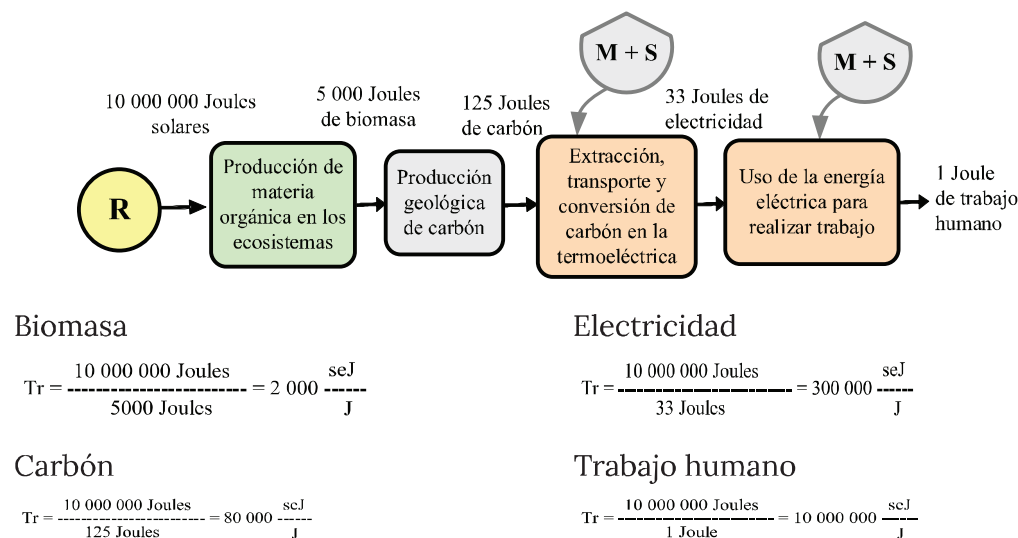 M + S
M + S
10 000 000 Joules
solares
5 000 Joules
de biomasa
125 Joules
de carbón
33 Joules de
electricidad
R
Producción de
materia
orgánica en los
ecosistemas
Producción
geológica
de carbón
Extracción,
transporte y
conversión de
carbón en la
termoeléctrica
Uso de la energía
eléctrica para
realizar trabajo
1 Joule
de trabajo
humano
Biomasa
10 000 000 Joules seJ
Tr = ------------------------ = 2 000 ------
5000 Joules J
Electricidad
10 000 000 Joules seJ
Tr = ------------------------ = 300 000 ------
33 Joules J
Carbón
10 000 000 Joules seJ
Tr = ------------------------ = 80 000 ------
125 Joules J
Trabajo humano
10 000 000 Joules seJ
Tr = ------------------------ = 10 000 000 ------
1 Joule J